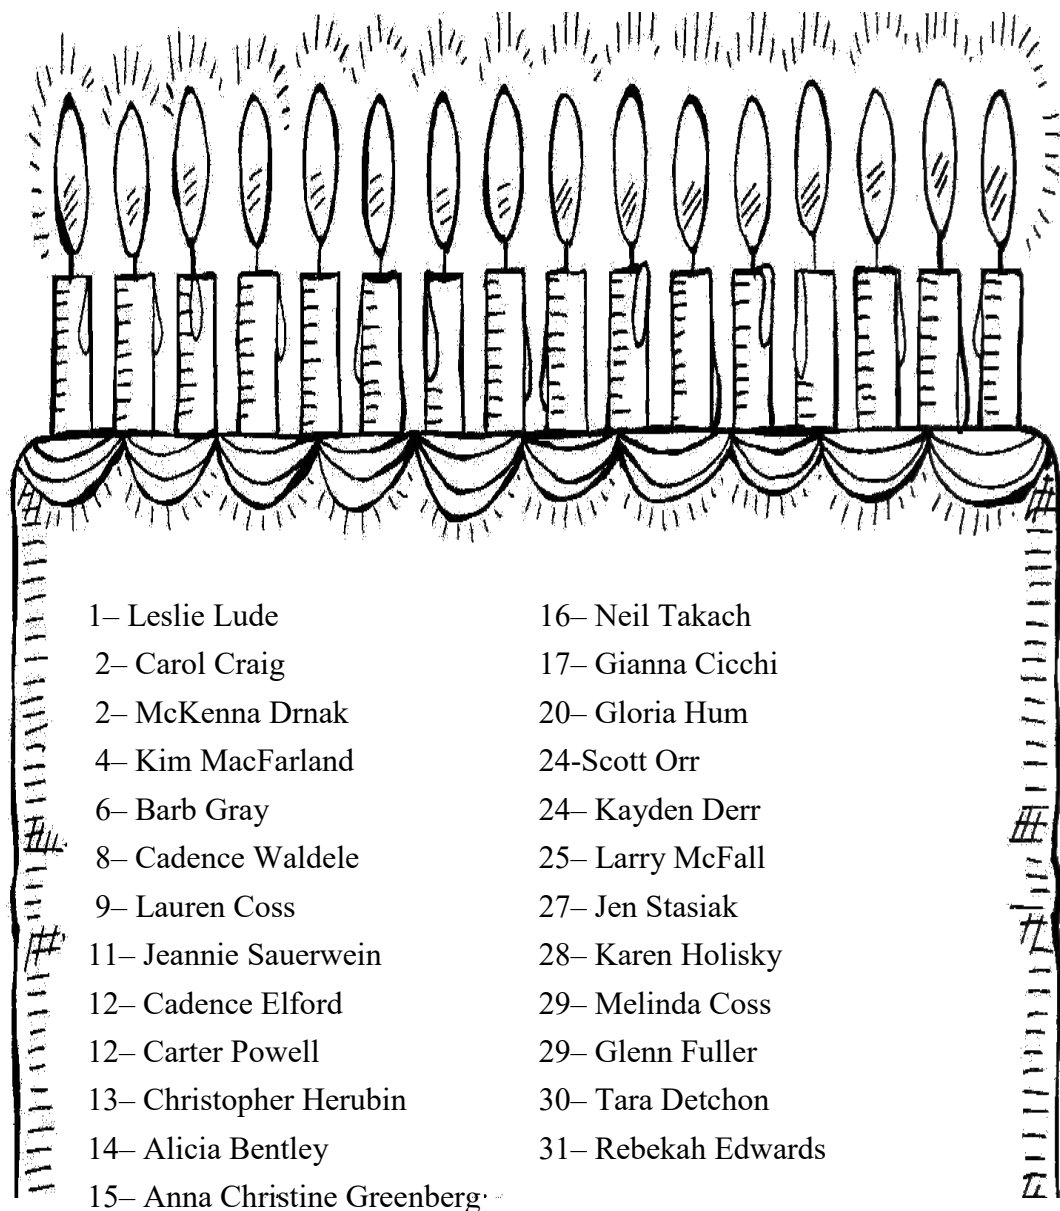 1– Leslie Lude
2– Carol Craig
2– McKenna Drnak
4– Kim MacFarland
6– Barb Gray
8– Cadence Waldele
9– Lauren Coss
11– Jeannie Sauerwein
12– Cadence Elford
12– Carter Powell
13– Christopher Herubin
14– Alicia Bentley
15– Anna Christine Greenberg
16– Neil Takach
17– Gianna Cicchi
20– Gloria Hum
24-Scott Orr
24– Kayden Derr
25– Larry McFall
27– Jen Stasiak
28– Karen Holisky
29– Melinda Coss
29– Glenn Fuller
30– Tara Detchon
31– Rebekah Edwards